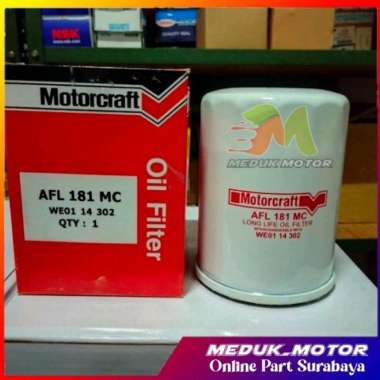 NSK
Motorcraft
AFL 181 MC
WE01 14 302
QTY : 1
Oil Filter
3M
MEDUK MOTOR
Motorcraft
AFL 181 MC
LONG LIFE OIL FILTER
WE01 14 302
MEDUK_MOTOR
Online Part Surabaya